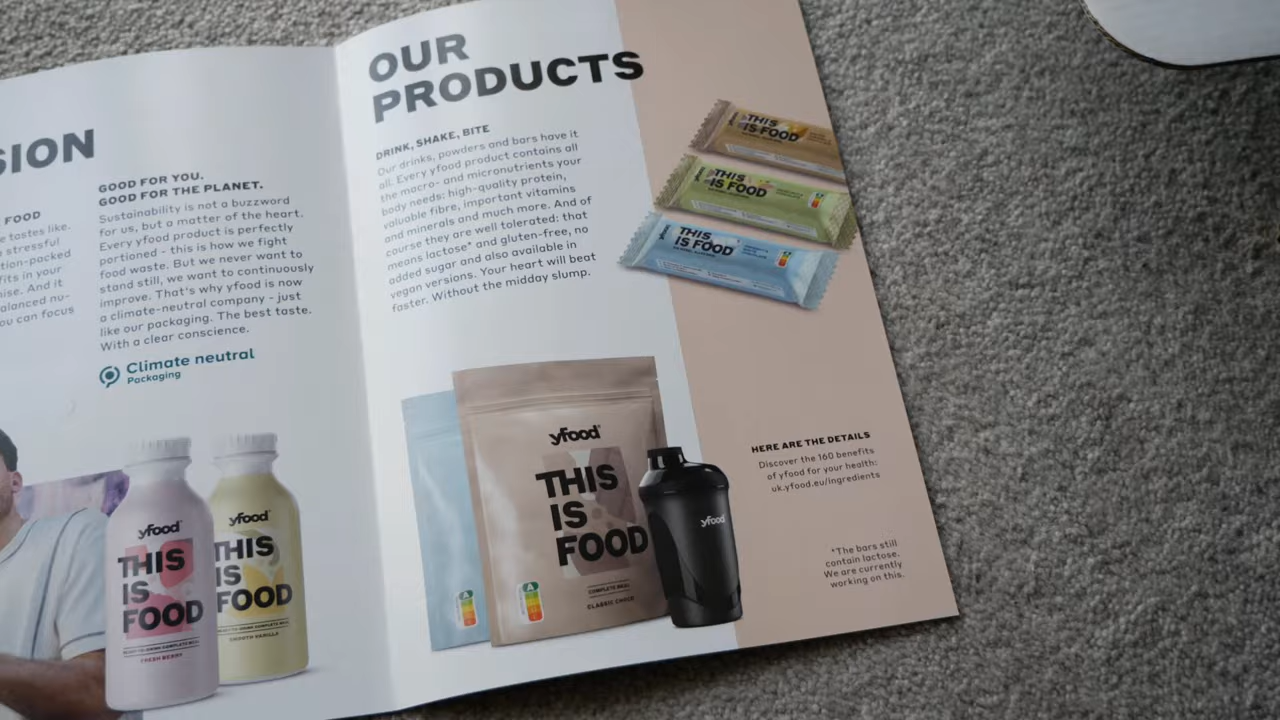 SION
FOOD
e tastes like.
stressful
tion-packed
fits in your
ise. And it
alanced nu-
ou can focus
GOOD FOR YOU.
GOOD FOR THE PLANET.
Sustainability is not a buzzword
for us, but a matter of the heart.
Every yfood product is perfectly
portioned - this is how we fight
food waste. But we never want to
stand still, we want to continuously
improve. That's why yfood is now
a climate-neutral company - just
like our packaging. The best taste.
With a clear conscience.
Climate neutral
Packaging
yfood
THIS
IS
FOOD
FRESH BERRY
yfood
THIS
IS
FOOD
SMOOTH VANILLA
OUR
PRODUCTS
DRINK, SHAKE, BITE
Our drinks, powders and bars have it
all. Every yfood product contains all
the macro- and micronutrients your
body needs: high-quality protein,
valuable fibre, important vitamins
and minerals and much more. And of
course they are well tolerated: that
means lactose* and gluten-free, no
added sugar and also available in
vegan versions. Your heart will beat
faster. Without the midday slump.
THIS
IS FOOD
THIS
IS FOOD
THIS
IS FOOD
yfood
THIS
IS
FOOD
COMPLETE MEAL
CLASSIC CHOCO
A
A
yfood
HERE ARE THE DETAILS
Discover the 160 benefits
of yfood for your health:
uk.yfood.eu/ingredients
*The bars still
contain lactose.
We are currently
working on this.